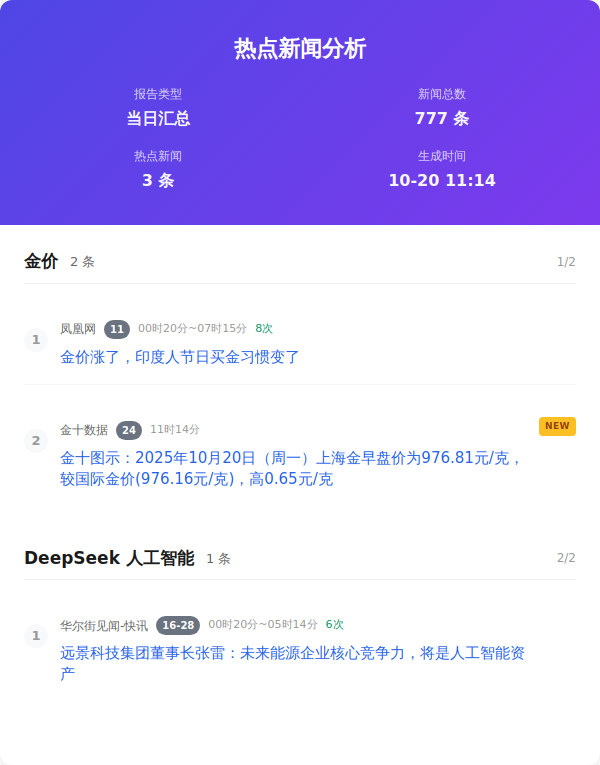 热点新闻分析
报告类型
当日汇总
新闻总数
777 条
热点新闻
3 条
生成时间
10-20 11:14
金价 2 条 1/2
1 凤凰网 11 00时20分~07时15分 8次
金价涨了，印度人节日买金习惯变了
2 金十数据 24 11时14分 NEW
金十图示：2025年10月20日（周一）上海金早盘价为976.81元/克，
较国际金价(976.16元/克)，高0.65元/克
DeepSeek 人工智能 1 条 2/2
1 华尔街见闻-快讯 16-28 00时20分~05时14分 6次
远景科技集团董事长张雷：未来能源企业核心竞争力，将是人工智能资
产